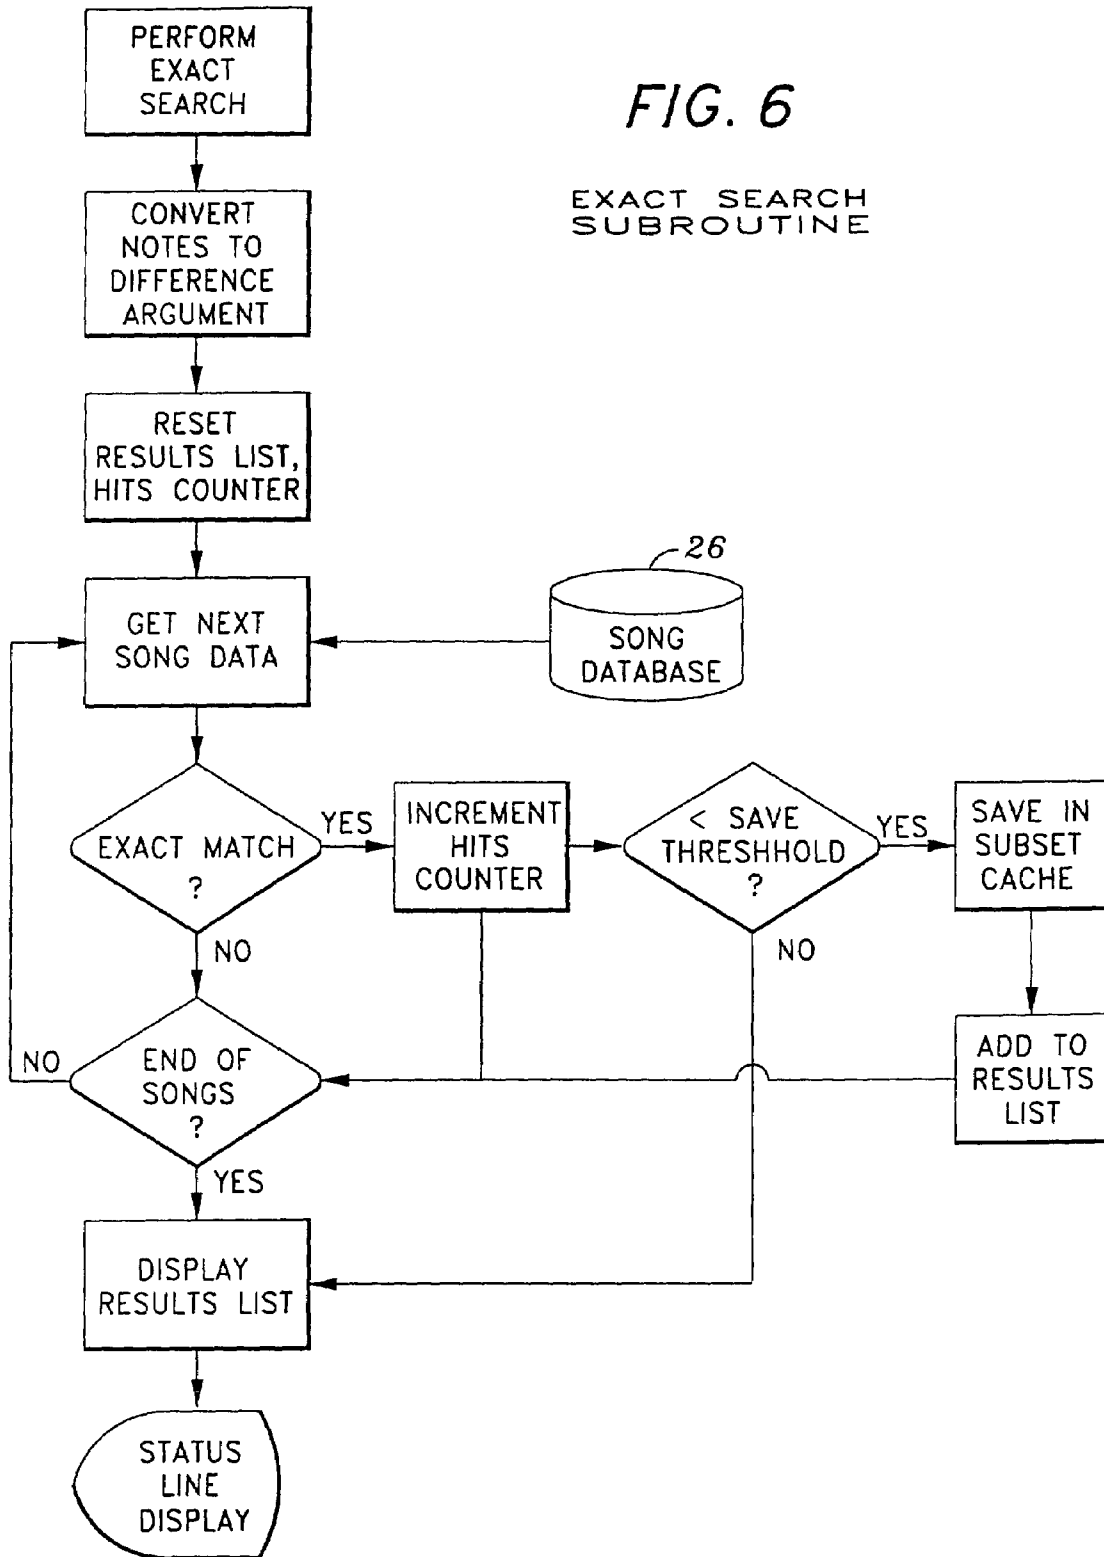 PERFORM
EXACT
SEARCH
FIG. 6
EXACT SEARCH
SUBROUTINE
CONVERT
NOTES TO
DIFFERENCE
ARGUMENT
RESET
RESULTS LIST,
HITS COUNTER
GET NEXT
SONG DATA
26
SONG
DATABASE
EXACT MATCH
?
YES
INCREMENT
HITS
COUNTER
< SAVE
THRESHHOLD
?
YES
SAVE IN
SUBSET
CACHE
NO
NO
ADD TO
RESULTS
LIST
END OF
SONGS
?
NO
YES
DISPLAY
RESULTS LIST
STATUS
LINE
DISPLAY